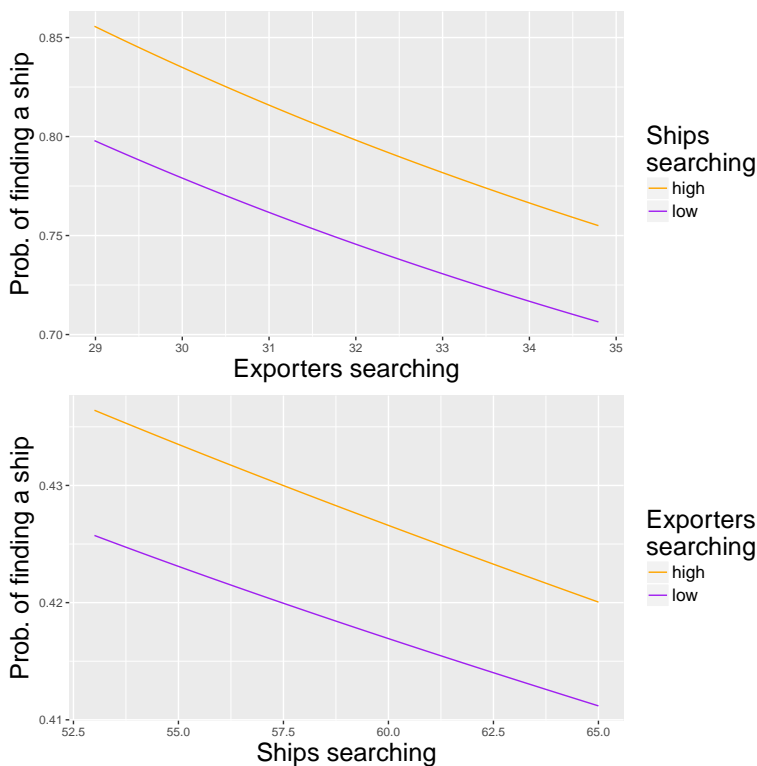 0.85
0.80
0.75
0.70
Prob. of finding a ship
29 30 31 32 33 34 35
Exporters searching
Ships
searching
high
low
0.43
0.42
0.41
Prob. of finding a ship
52.5 55.0 57.5 60.0 62.5 65.0
Ships searching
Exporters
searching
high
low